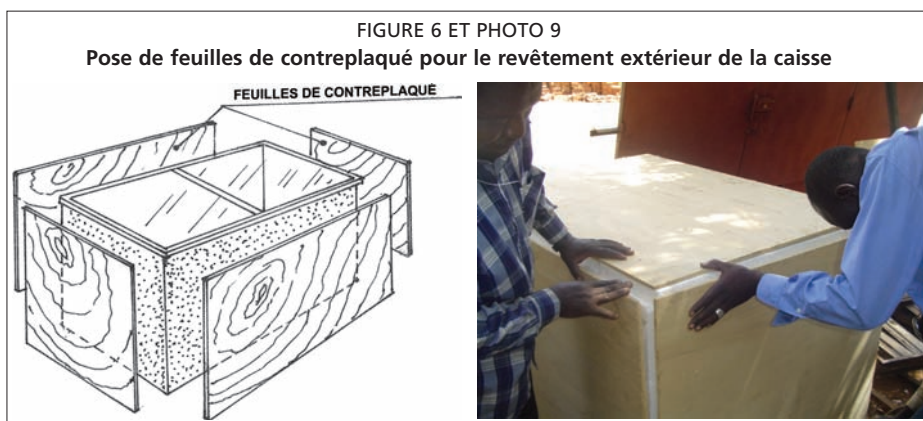 FIGURE 6 ET PHOTO 9
Pose de feuilles de contreplaqué pour le revêtement extérieur de la caisse
FEUILLES DE CONTREPLAQUÉ